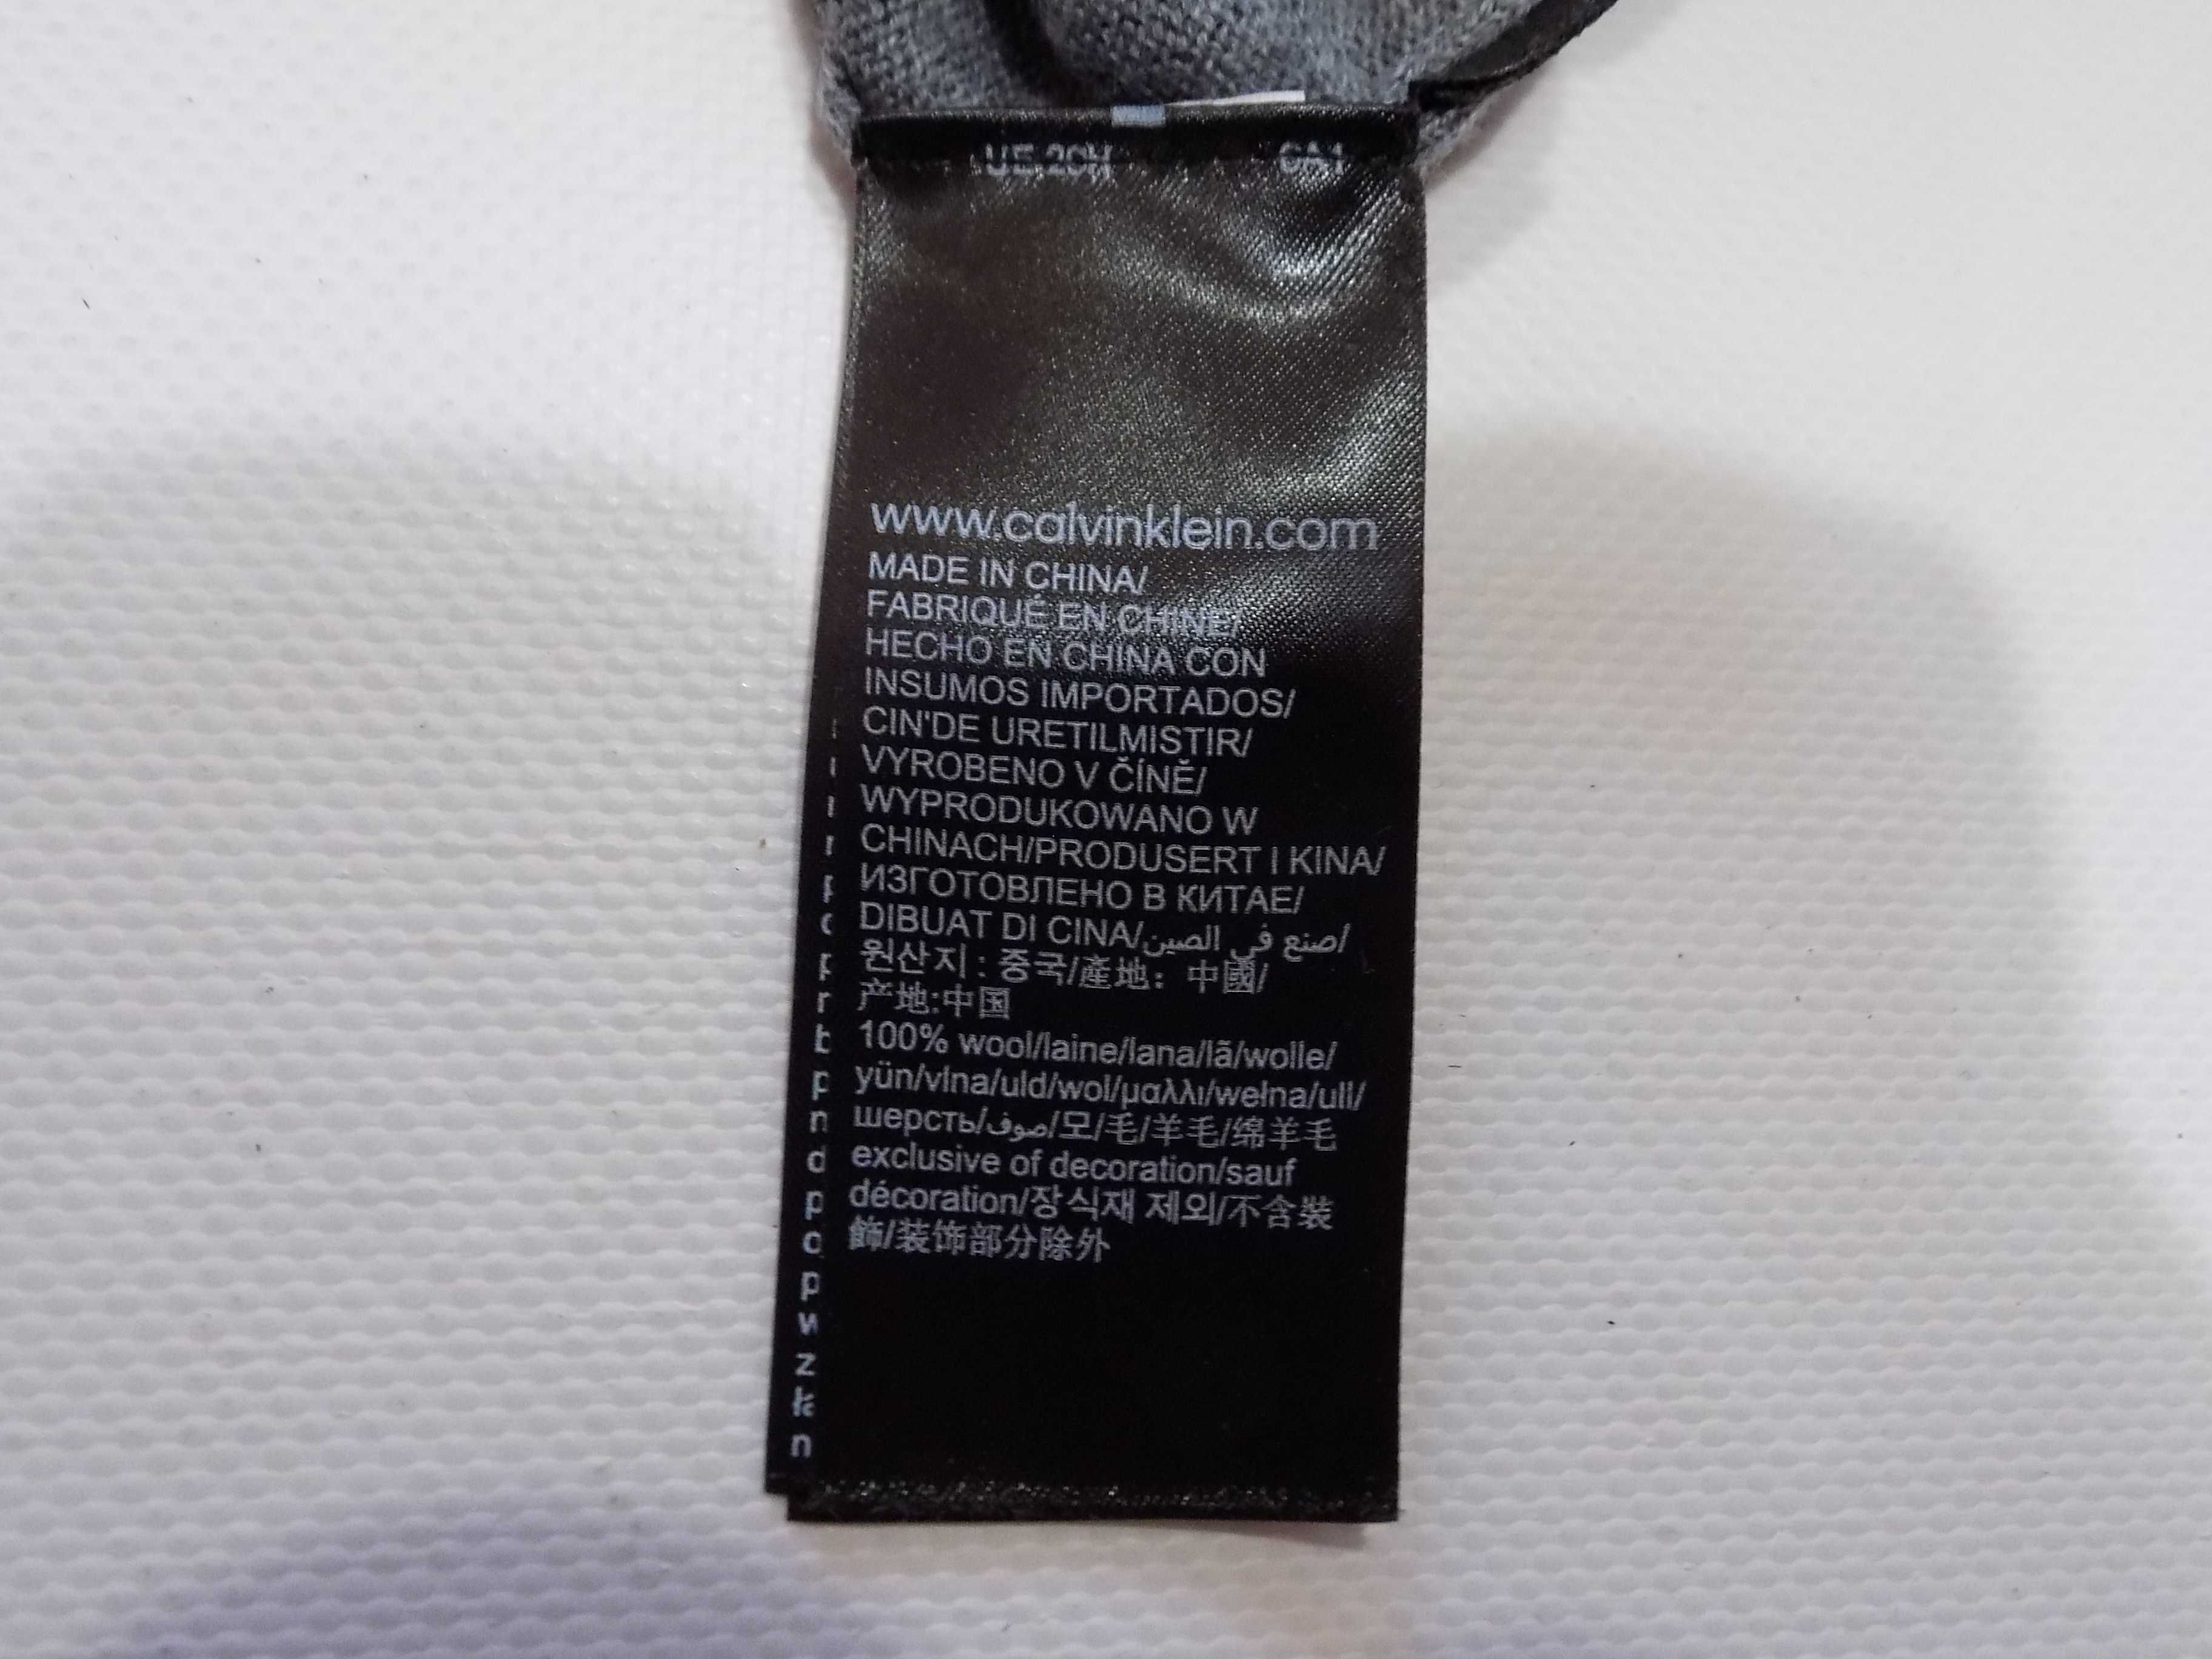 www.calvinklein.com
MADE IN CHINA/
FABRIQUÉ EN CHINE/
HECHO EN CHINA CON
INSUMOS IMPORTADOS/
CIN'DE URETILMISTIR/
VYROBENO V ČÍNĚ/
WYPRODUKOWANO W
CHINACH/PRODUSERT I KINA/
ИЗГОТОВЛЕНО В КИТАЕ/
DIBUAT DI CINA/صنع في الصين/
원산지 : 중국/產地：中國/
产地:中国
100% wool/laine/lana/lã/wolle/
yün/vlna/uld/wol/μαλλι/wełna/ull/
шерсть/صوف/모/毛/羊毛/绵羊毛
exclusive of decoration/sauf
décoration/장식재 제외/不含裝
飾/装饰部分除外